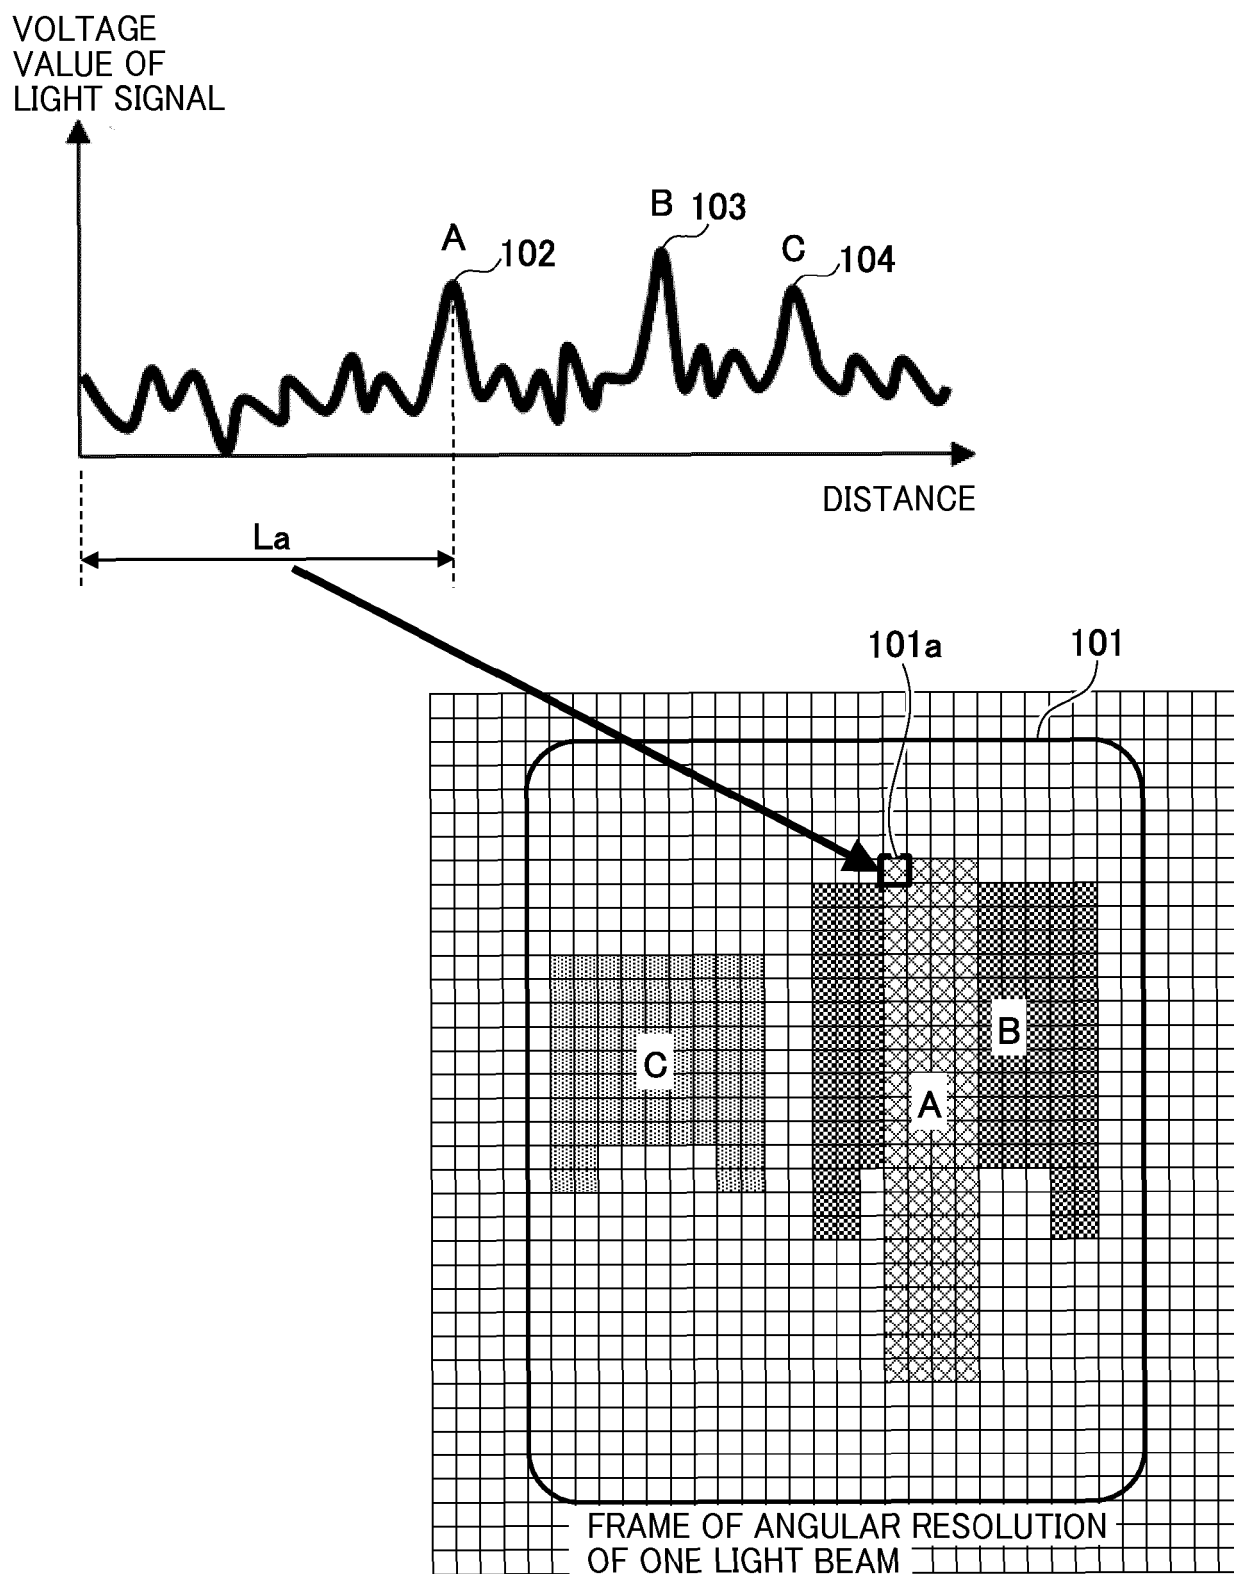 VOLTAGE
VALUE OF
LIGHT SIGNAL
B 103
A 102
C 104
DISTANCE
La
101a
101
B
C
A
FRAME OF ANGULAR RESOLUTION
OF ONE LIGHT BEAM